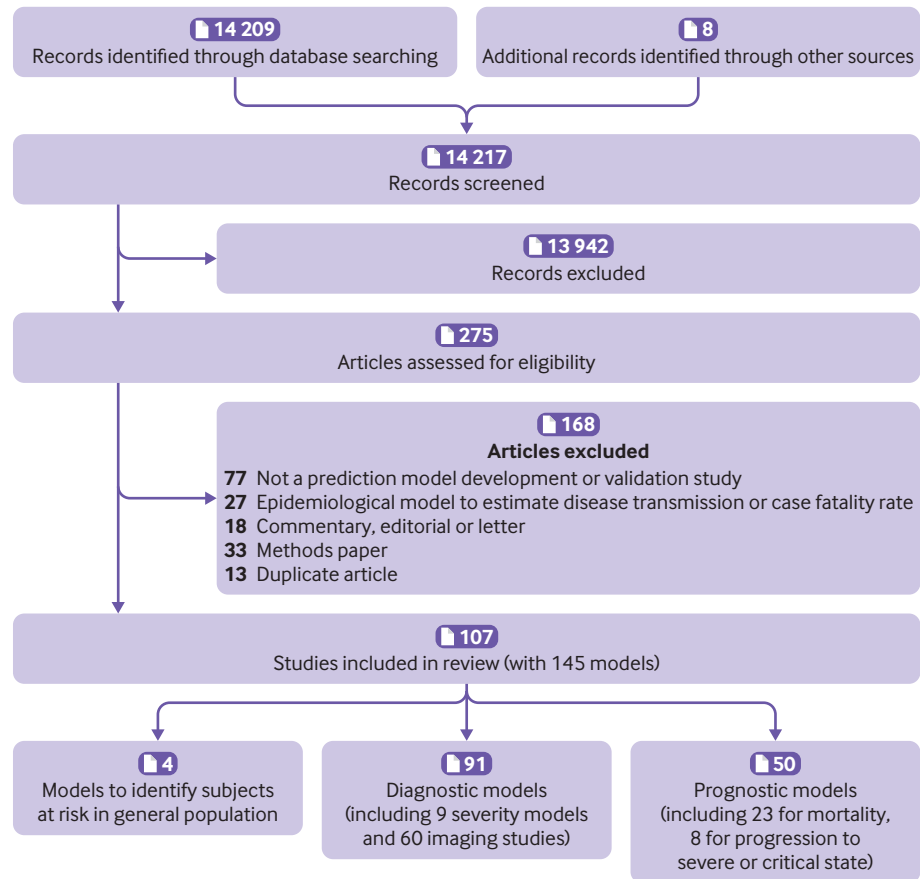 14 209
Records identified through database searching
8
Additional records identified through other sources
14 217
Records screened
13 942
Records excluded
275
Articles assessed for eligibility
168
Articles excluded
77 Not a prediction model development or validation study
27 Epidemiological model to estimate disease transmission or case fatality rate
18 Commentary, editorial or letter
33 Methods paper
13 Duplicate article
107
Studies included in review (with 145 models)
4
Models to identify subjects
at risk in general population
91
Diagnostic models
(including 9 severity models
and 60 imaging studies)
50
Prognostic models
(including 23 for mortality,
8 for progression to
severe or critical state)